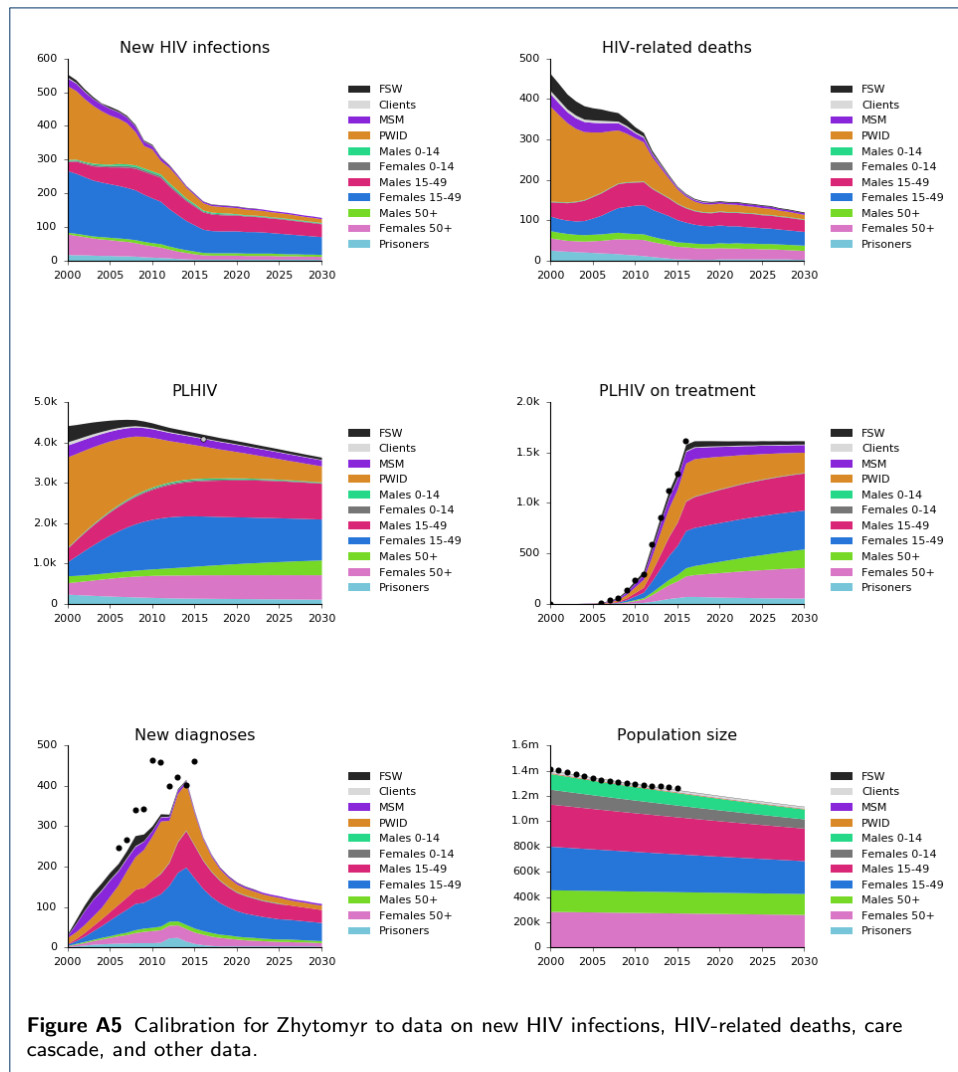 New HIV infections
600
500
400
300
200
100
0
2000 2005 2010 2015 2020 2025 2030
FSW
Clients
MSM
PWID
Males 0-14
Females 0-14
Males 15-49
Females 15-49
Males 50+
Females 50+
Prisoners
HIV-related deaths
500
400
300
200
100
0
2000 2005 2010 2015 2020 2025 2030
FSW
Clients
MSM
PWID
Males 0-14
Females 0-14
Males 15-49
Females 15-49
Males 50+
Females 50+
Prisoners
PLHIV
5.0k
4.0k
3.0k
2.0k
1.0k
0
2000 2005 2010 2015 2020 2025 2030
FSW
Clients
MSM
PWID
Males 0-14
Females 0-14
Males 15-49
Females 15-49
Males 50+
Females 50+
Prisoners
PLHIV on treatment
2.0k
1.5k
1.0k
500
0
2000 2005 2010 2015 2020 2025 2030
FSW
Clients
MSM
PWID
Males 0-14
Females 0-14
Males 15-49
Females 15-49
Males 50+
Females 50+
Prisoners
New diagnoses
500
400
300
200
100
0
2000 2005 2010 2015 2020 2025 2030
FSW
Clients
MSM
PWID
Males 0-14
Females 0-14
Males 15-49
Females 15-49
Males 50+
Females 50+
Prisoners
Population size
1.6m
1.4m
1.2m
1.0m
800k
600k
400k
200k
0
2000 2005 2010 2015 2020 2025 2030
FSW
Clients
MSM
PWID
Males 0-14
Females 0-14
Males 15-49
Females 15-49
Males 50+
Females 50+
Prisoners
Figure A5 Calibration for Zhytomyr to data on new HIV infections, HIV-related deaths, care
cascade, and other data.